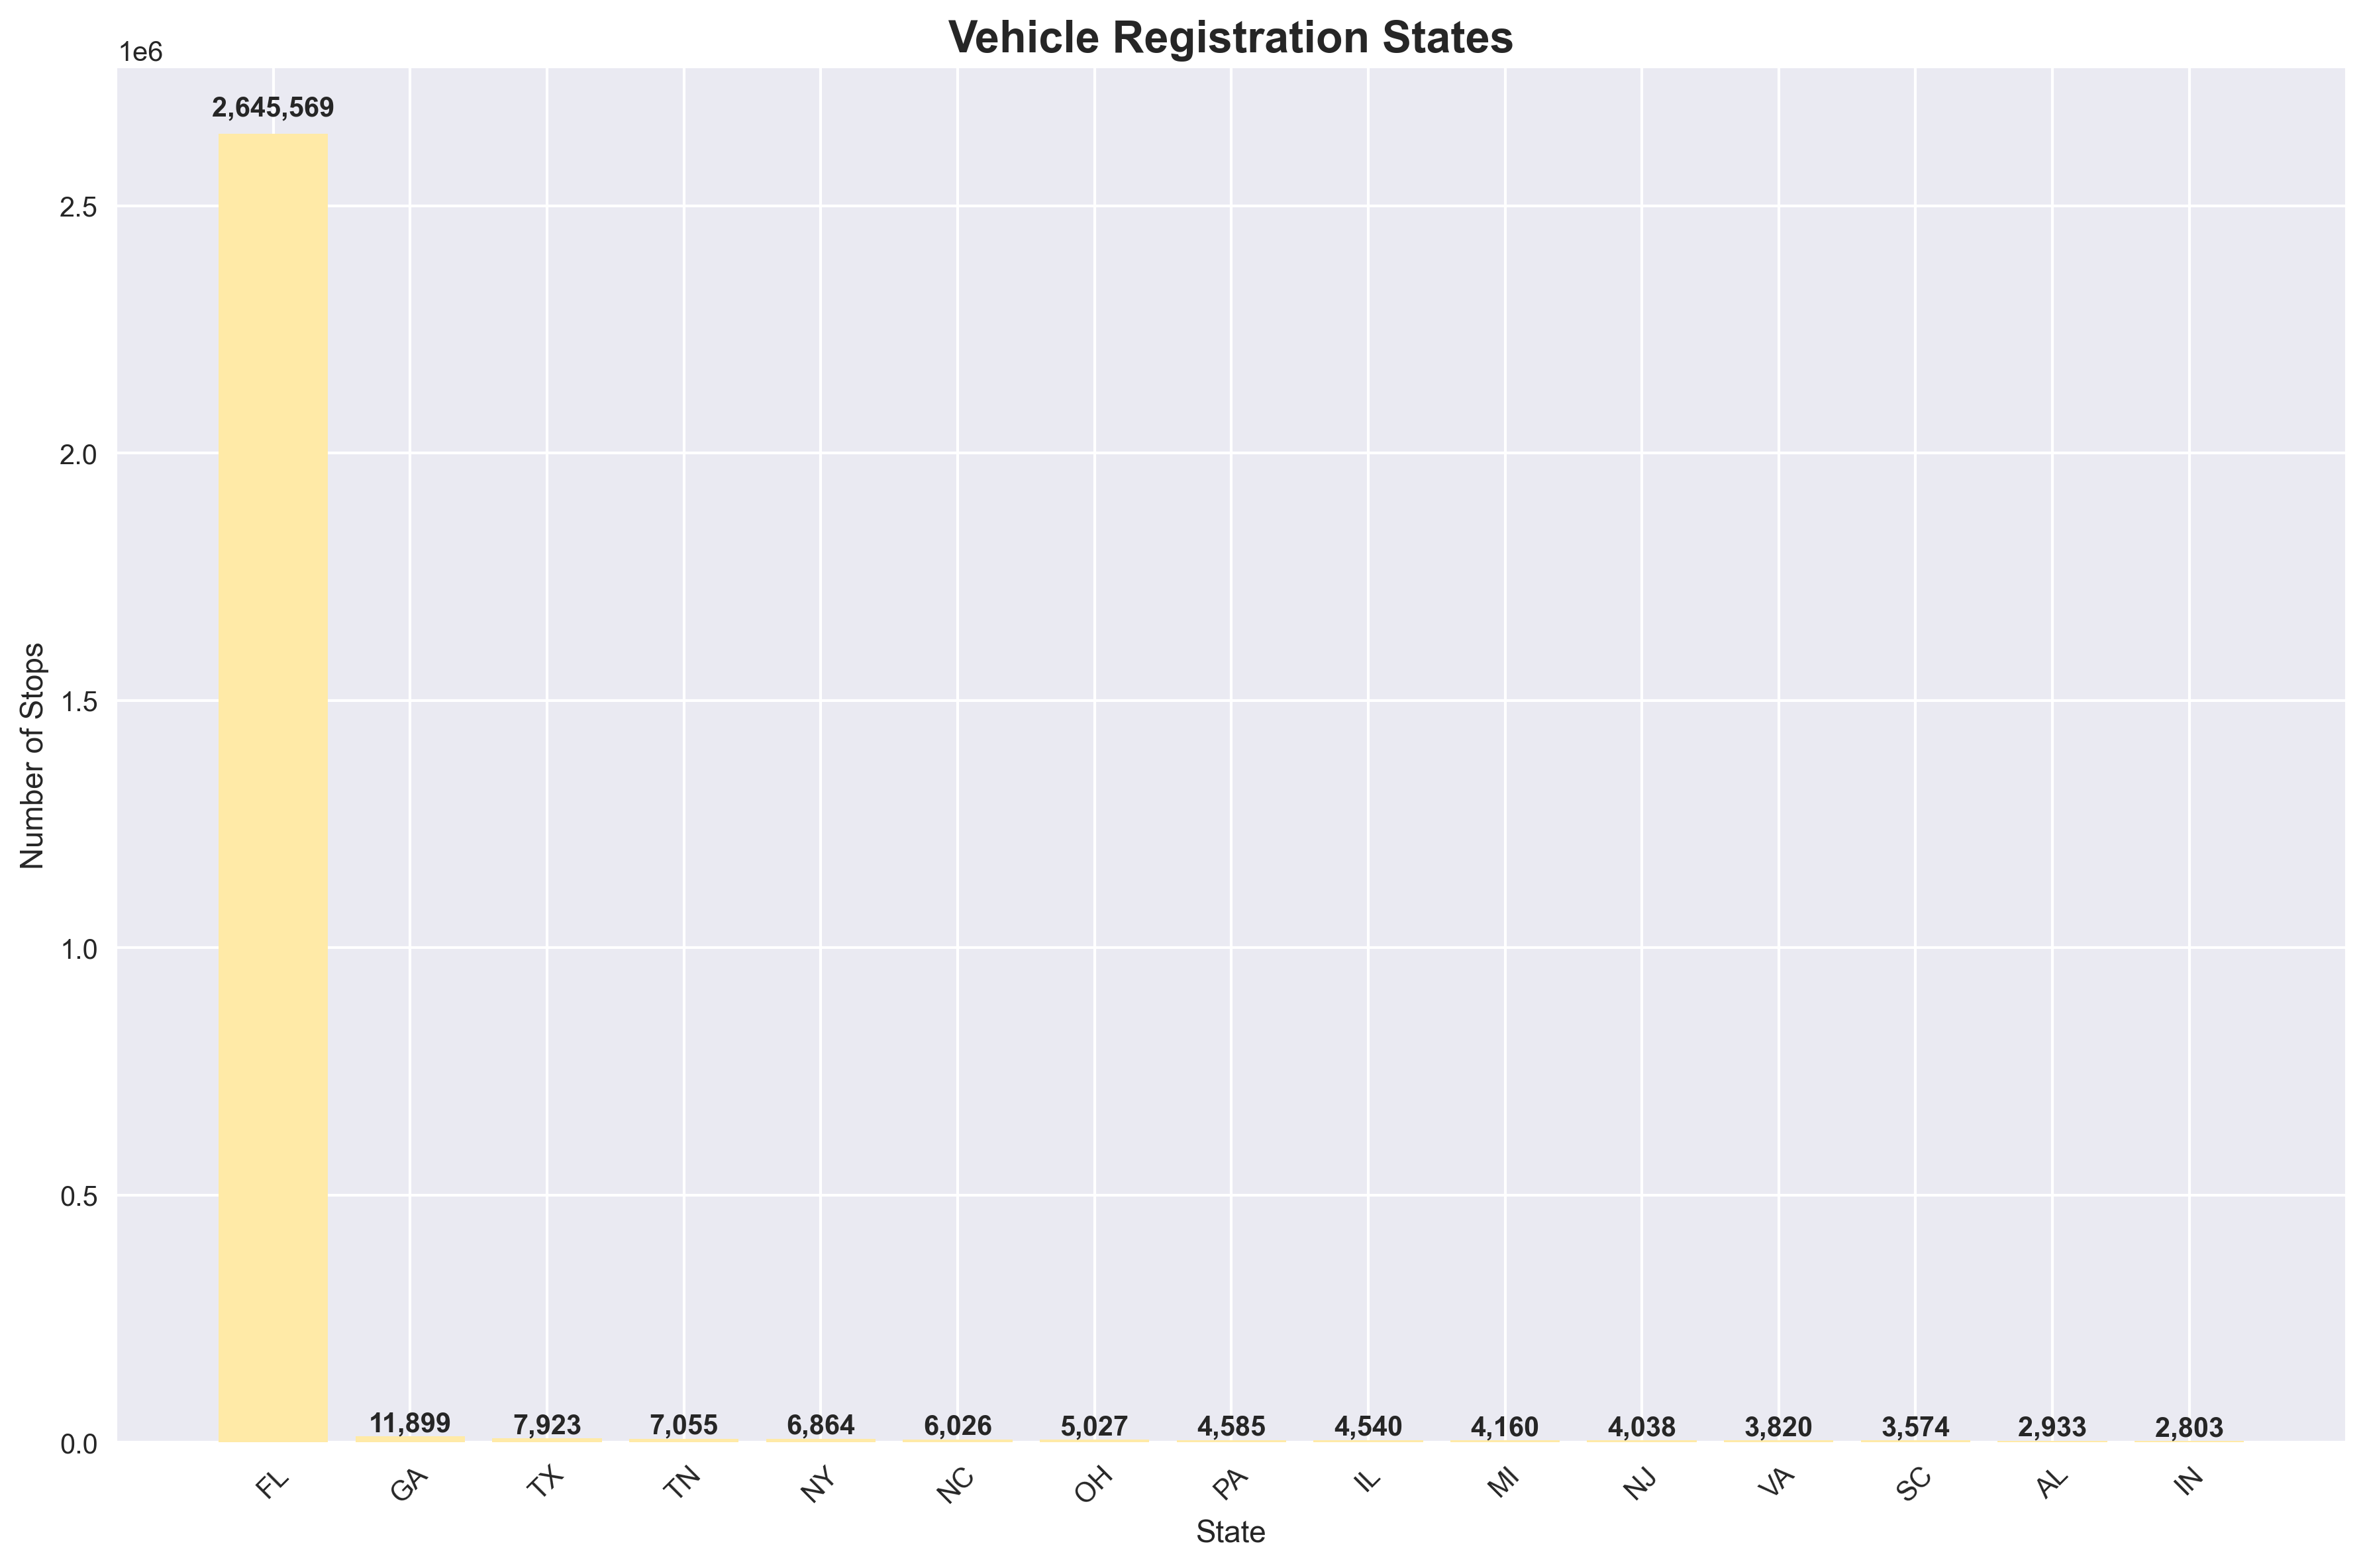 Vehicle Registration States
1e6
2,645,569
2.5
2.0
1.5
1.0
0.5
0.0
Number of Stops
11,899 7,923 7,055 6,864 6,026 5,027 4,585 4,540 4,160 4,038 3,820 3,574 2,933 2,803
FL GA TX TN NY NC OH PA IL MI NJ VA SC AL IN
State